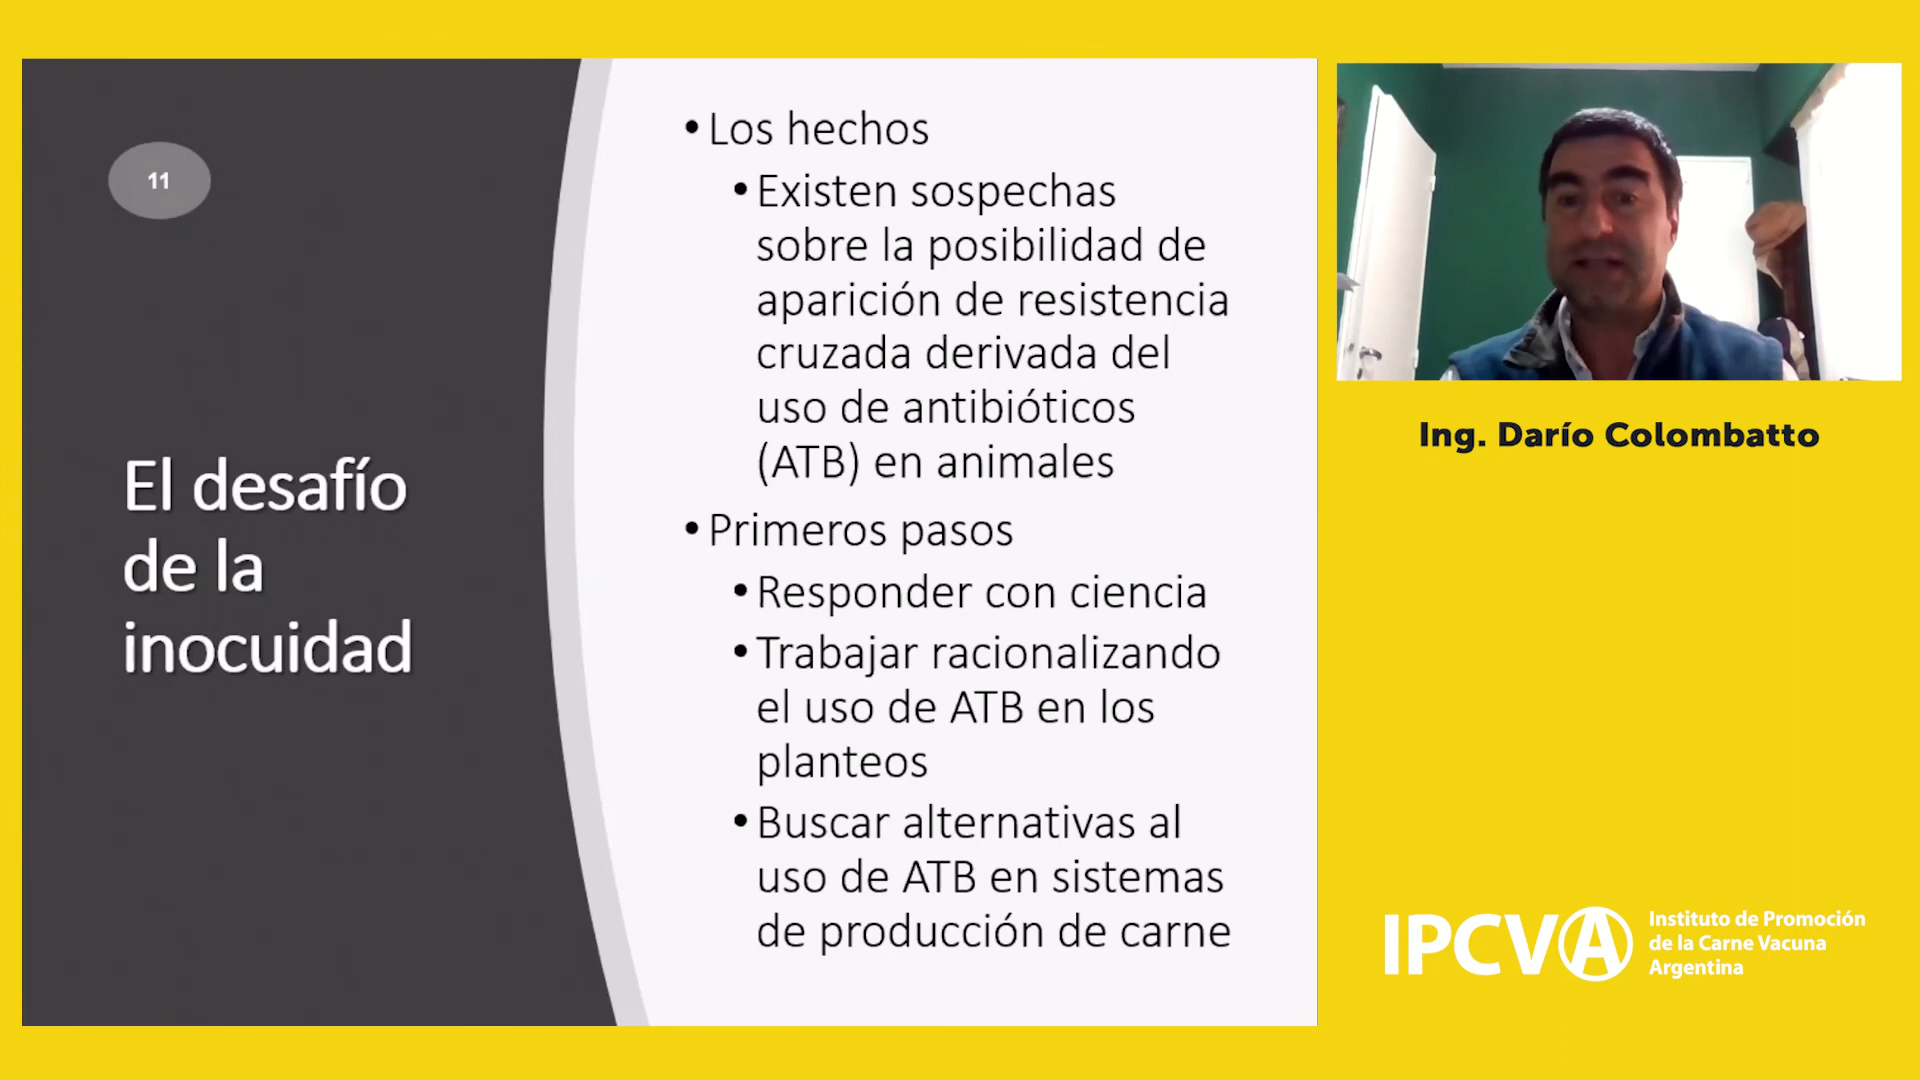 11
El desafío
de la
inocuidad
• Los hechos
• Existen sospechas
sobre la posibilidad de
aparición de resistencia
cruzada derivada del
uso de antibióticos
(ATB) en animales
• Primeros pasos
• Responder con ciencia
• Trabajar racionalizando
el uso de ATB en los
planteos
• Buscar alternativas al
uso de ATB en sistemas
de producción de carne
Ing. Darío Colombatto
IPCVA
Instituto de Promoción
de la Carne Vacuna
Argentina